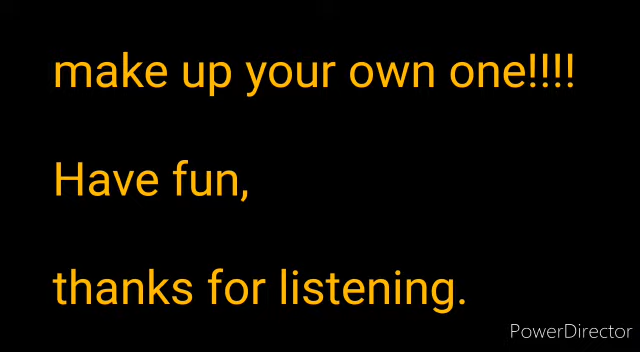 make up your own one!!!!
Have fun,
thanks for listening.
PowerDirector